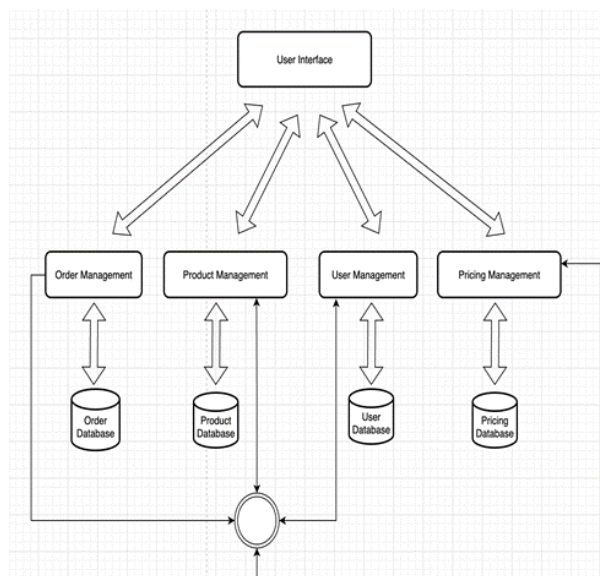 User Interface
Order Management
Product Management
User Management
Pricing Management
Order
Database
Product
Database
User
Database
Pricing
Database